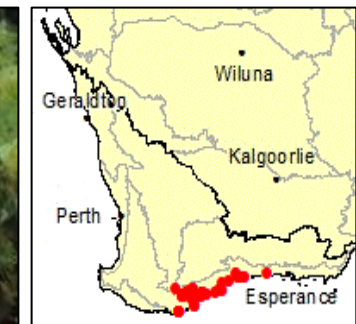 Wiluna
Geraldton
Kalgoorlie
Perth
Esperance